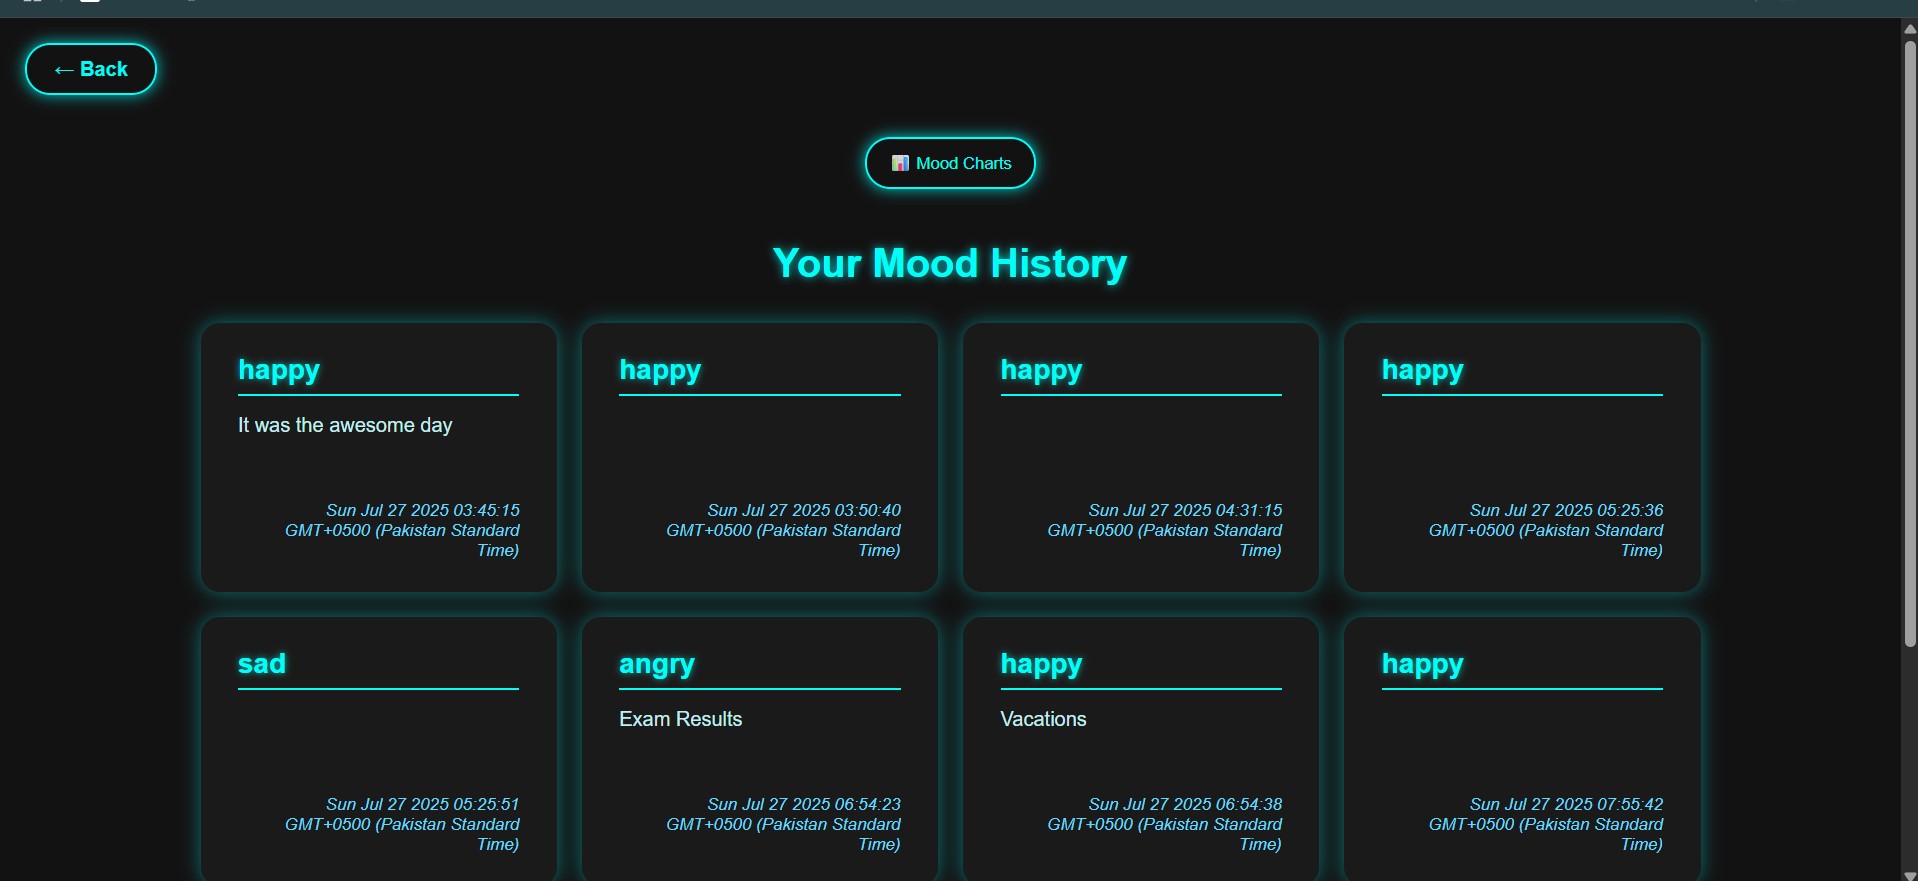 ← Back
📊 Mood Charts
Your Mood History
happy
It was the awesome day
Sun Jul 27 2025 03:45:15
GMT+0500 (Pakistan Standard
Time)
happy
Sun Jul 27 2025 03:50:40
GMT+0500 (Pakistan Standard
Time)
happy
Sun Jul 27 2025 04:31:15
GMT+0500 (Pakistan Standard
Time)
happy
Sun Jul 27 2025 05:25:36
GMT+0500 (Pakistan Standard
Time)
sad
Sun Jul 27 2025 05:25:51
GMT+0500 (Pakistan Standard
Time)
angry
Exam Results
Sun Jul 27 2025 06:54:23
GMT+0500 (Pakistan Standard
Time)
happy
Vacations
Sun Jul 27 2025 06:54:38
GMT+0500 (Pakistan Standard
Time)
happy
Sun Jul 27 2025 07:55:42
GMT+0500 (Pakistan Standard
Time)